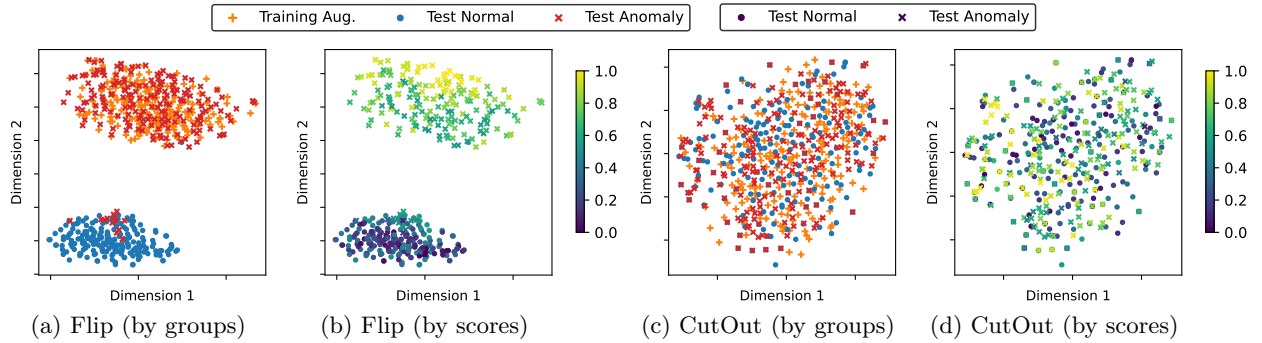 Training Aug. Test Normal Test Anomaly
Test Normal Test Anomaly
Dimension 2
Dimension 1
(a) Flip (by groups)
Dimension 2
Dimension 1
1.0
0.8
0.6
0.4
0.2
0.0
(b) Flip (by scores)
Dimension 2
Dimension 1
(c) CutOut (by groups)
Dimension 2
Dimension 1
1.0
0.8
0.6
0.4
0.2
0.0
(d) CutOut (by scores)